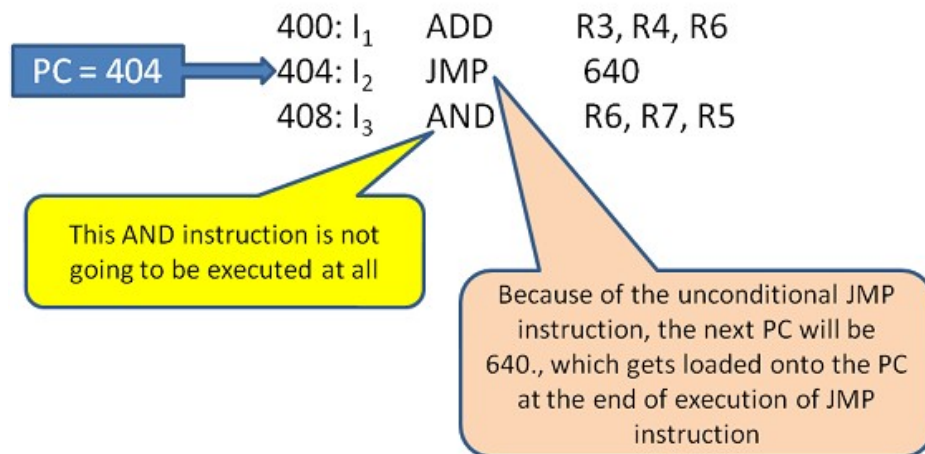 400: I₁ ADD R3, R4, R6
PC = 404
404: I₂ JMP 640
408: I₃ AND R6, R7, R5
This AND instruction is not
going to be executed at all
Because of the unconditional JMP
instruction, the next PC will be
640., which gets loaded onto the PC
at the end of execution of JMP
instruction